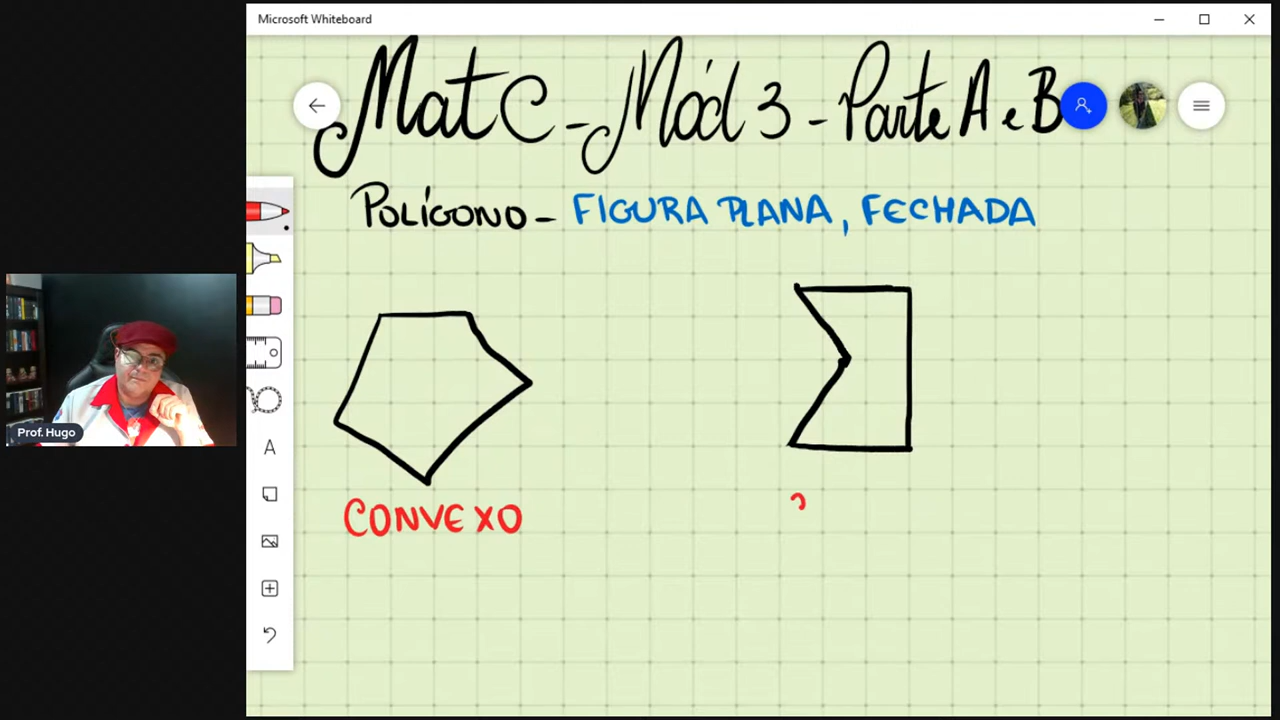 Microsoft Whiteboard
Mat C - Mód 3 - Parte A e B
POLÍGONO - FIGURA PLANA, FECHADA
Prof. Hugo
A
CONVEXO